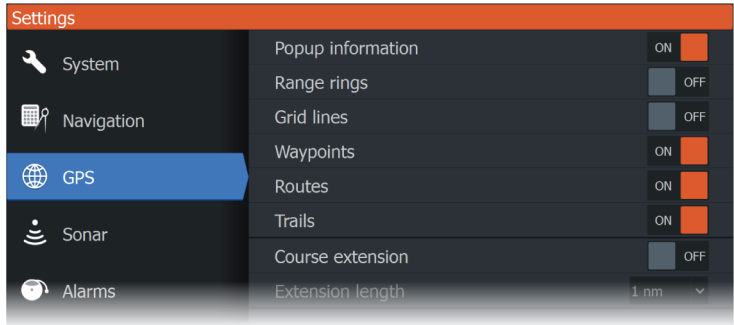 Settings
System
Navigation
GPS
Sonar
Alarms
Popup information ON
Range rings OFF
Grid lines OFF
Waypoints ON
Routes ON
Trails ON
Course extension OFF
Extension length 1 nm